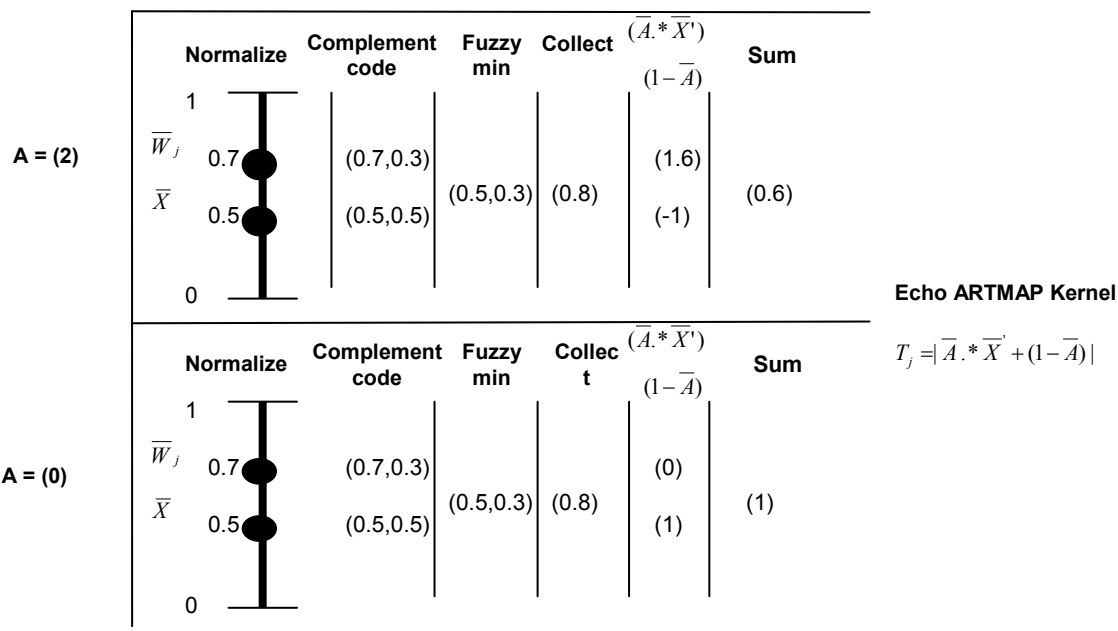 A = (2)
Normalize
Complement
code
Fuzzy
min
Collect
(A̅.* X̅')
(1− A̅)
Sum
1
W̅ j
0.7
X̅
0.5
0
(0.7,0.3)
(0.5,0.5)
(0.5,0.3)
(0.8)
(1.6)
(-1)
(0.6)
A = (0)
Normalize
Complement
code
Fuzzy
min
Collec
t
(A̅.* X̅')
(1− A̅)
Sum
1
W̅ j
0.7
X̅
0.5
0
(0.7,0.3)
(0.5,0.5)
(0.5,0.3)
(0.8)
(0)
(1)
(1)
Echo ARTMAP Kernel
T j =| A̅ .* X̅ ' + (1− A̅) |